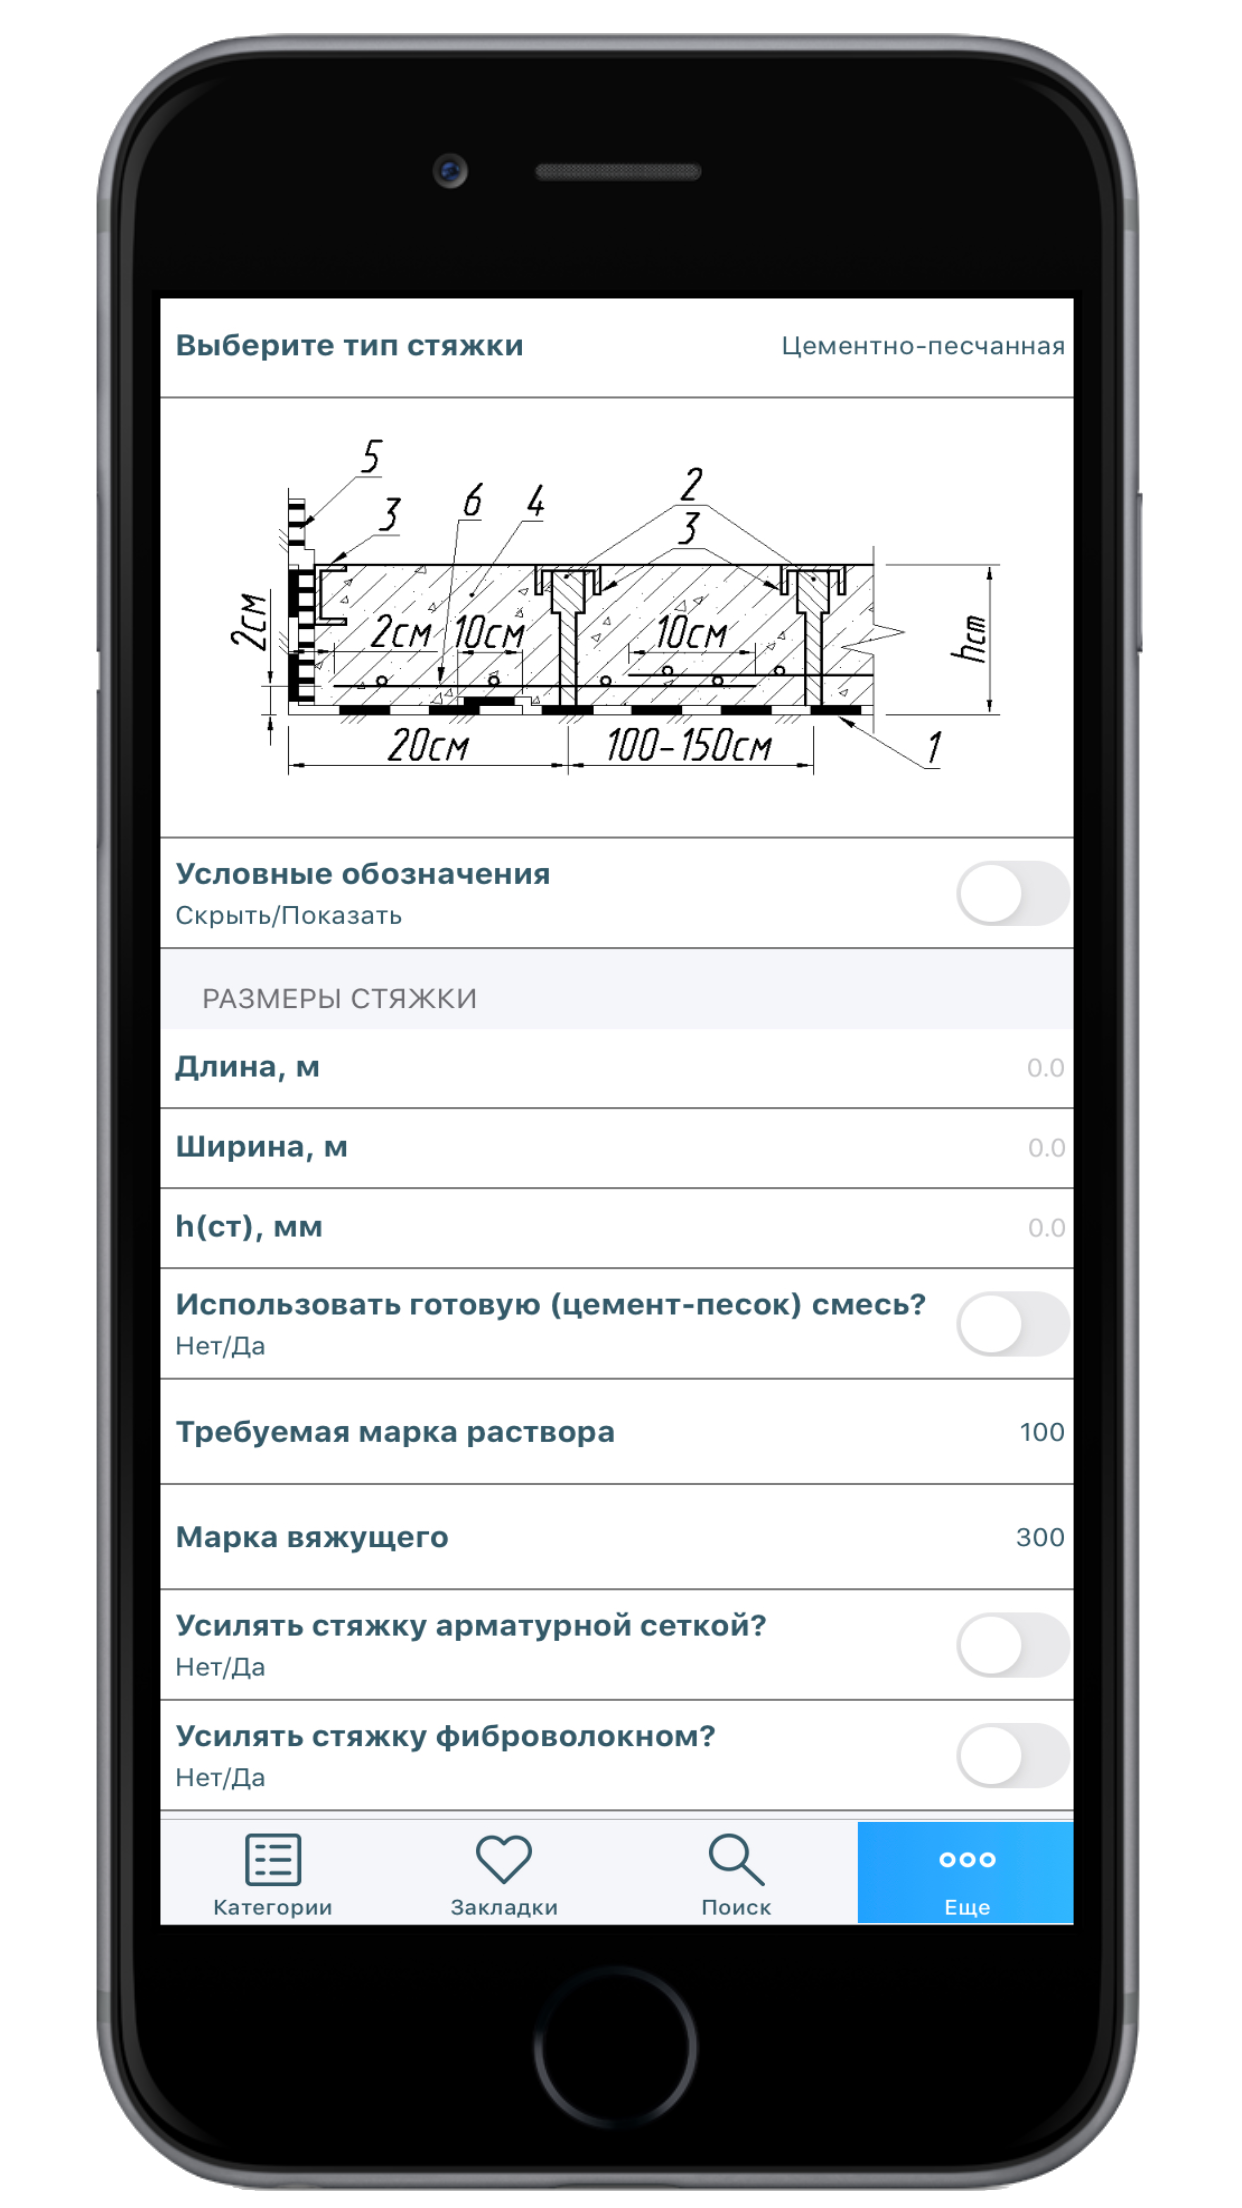 Выберите тип стяжки Цементно-песчанная
5
3
6
4
2
3
2см
2см
10см
10см
hст
20см
100-150см
1
Условные обозначения
Скрыть/Показать
РАЗМЕРЫ СТЯЖКИ
Длина, м 0.0
Ширина, м 0.0
h(ст), мм 0.0
Использовать готовую (цемент-песок) смесь?
Нет/Да
Требуемая марка раствора 100
Марка вяжущего 300
Усилять стяжку арматурной сеткой?
Нет/Да
Усилять стяжку фиброволокном?
Нет/Да
Категории Закладки Поиск Еще